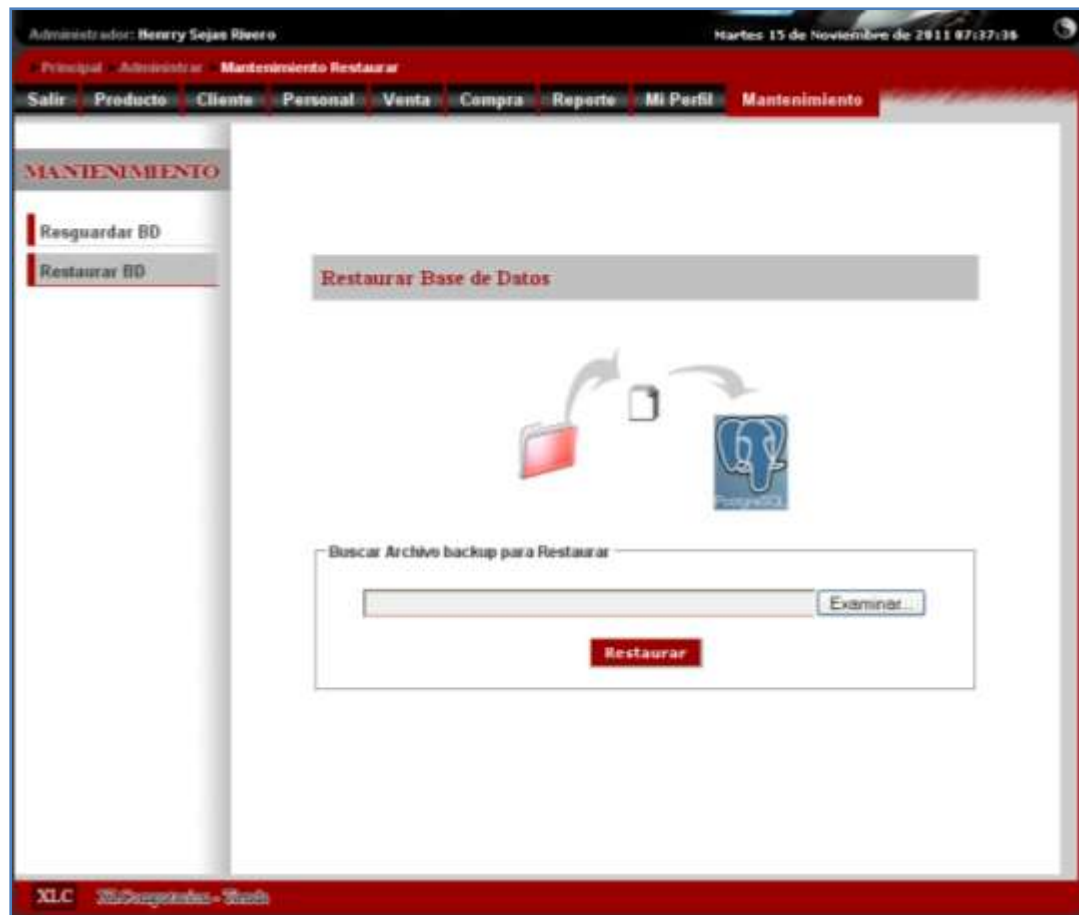 Administrador: Henrry Sejas Rivero
Martes 15 de Noviembre de 2011 07:37:36
Principal Administrar Mantenimiento Restaurar
Salir Producto Cliente Personal Venta Compra Reporte Mi Perfil Mantenimiento
MANTENIMIENTO
Resguardar BD
Restaurar BD
Restaurar Base de Datos
PostgreSQL
Buscar Archivo backup para Restaurar
Examinar...
Restaurar
XLC